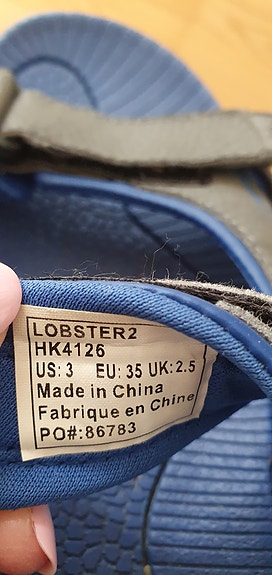 LOBSTER2
HK4126
US: 3 EU: 35 UK: 2.5
Made in China
Fabrique en Chine
PO#:86783